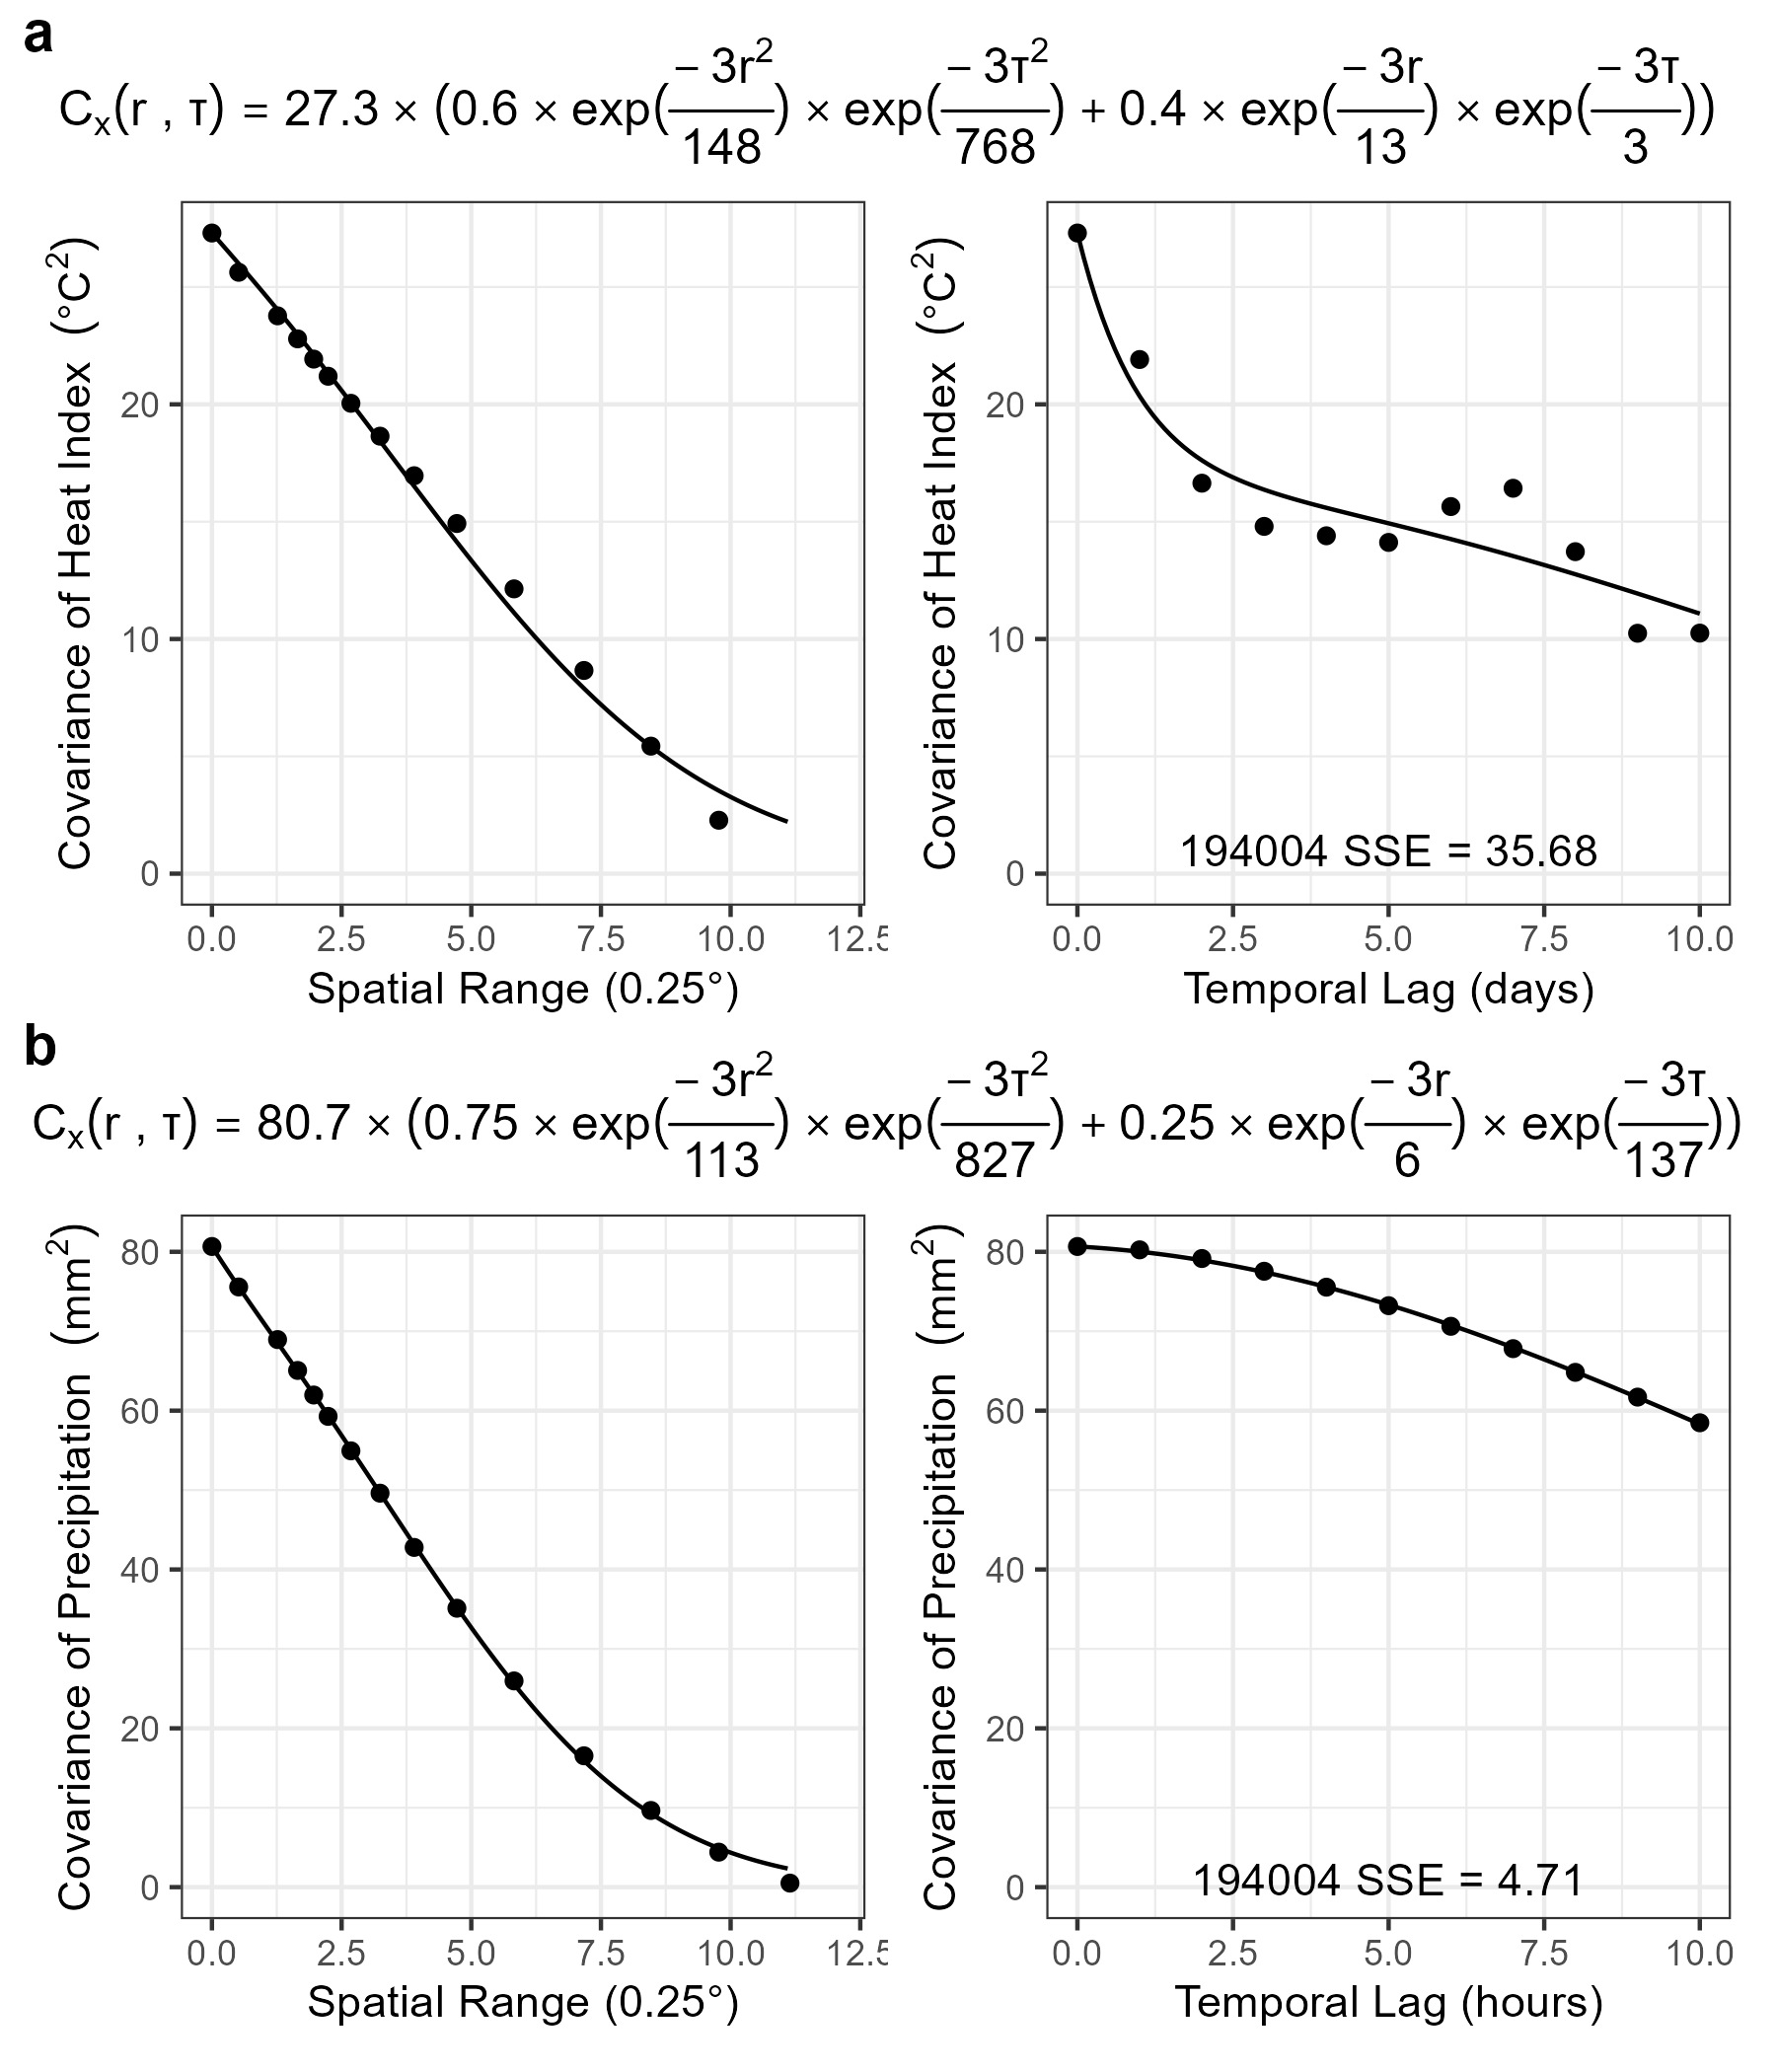 a
Cₓ(r , τ) = 27.3 × (0.6 × exp(− 3r²/148) × exp(− 3τ²/768) + 0.4 × exp(− 3r/13) × exp(− 3τ/3))
Covariance of Heat Index (°C²)
20
10
0
0.0 2.5 5.0 7.5 10.0 12.5
Spatial Range (0.25°)
Covariance of Heat Index (°C²)
20
10
0
194004 SSE = 35.68
0.0 2.5 5.0 7.5 10.0
Temporal Lag (days)
b
Cₓ(r , τ) = 80.7 × (0.75 × exp(− 3r²/113) × exp(− 3τ²/827) + 0.25 × exp(− 3r/6) × exp(− 3τ/137))
Covariance of Precipitation (mm²)
80
60
40
20
0
0.0 2.5 5.0 7.5 10.0 12.5
Spatial Range (0.25°)
Covariance of Precipitation (mm²)
80
60
40
20
0
194004 SSE = 4.71
0.0 2.5 5.0 7.5 10.0
Temporal Lag (hours)